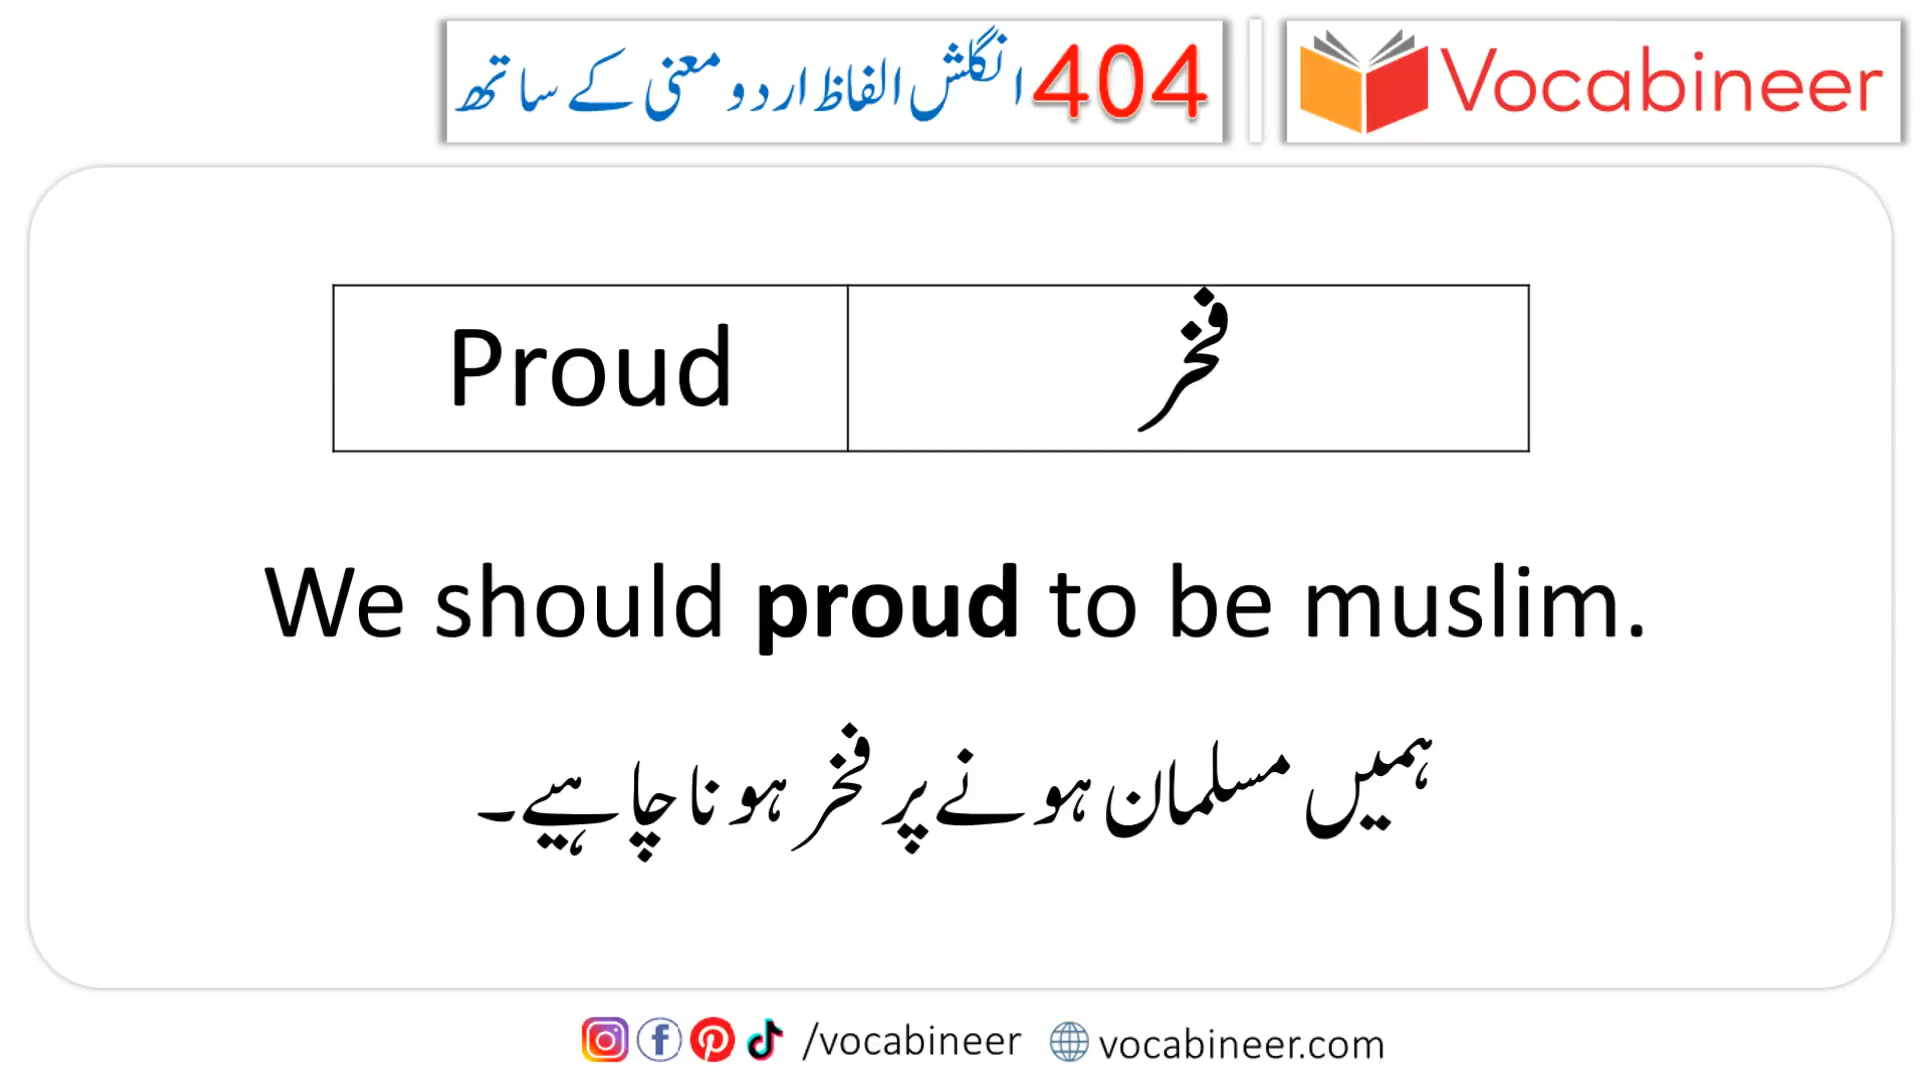 404 انگلش الفاظ اردو معنی کے ساتھ
Vocabineer
Proud
فخر
We should proud to be muslim.
ہمیں مسلمان ہونے پر فخر ہونا چاہیے۔
/vocabineer
vocabineer.com